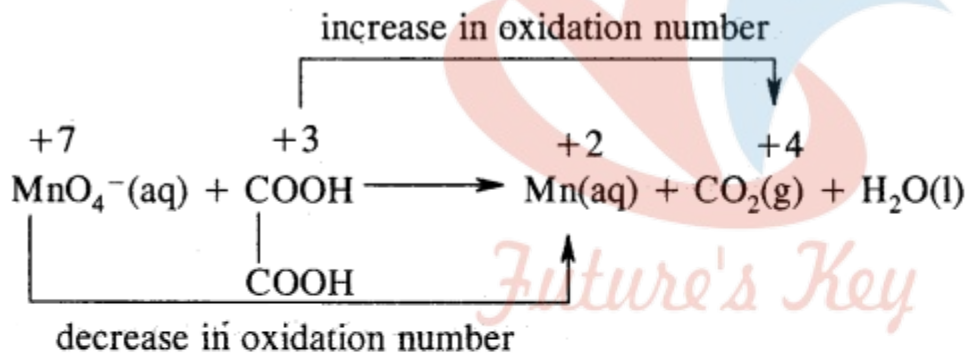 increase in oxidation number
+7 +3 +2 +4
MnO₄⁻(aq) + COOH → Mn(aq) + CO₂(g) + H₂O(l)
COOH
Future's Key
decrease in oxidation number